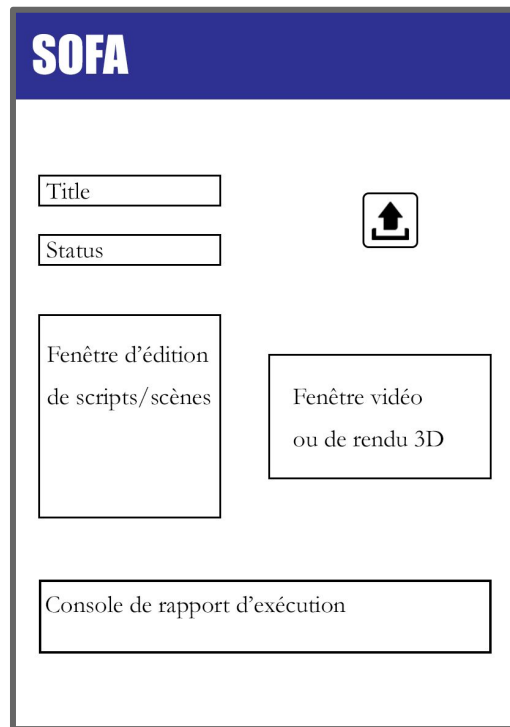 SOFA
Title
Status
Fenêtre d’édition
de scripts/scènes
Fenêtre vidéo
ou de rendu 3D
Console de rapport d’exécution